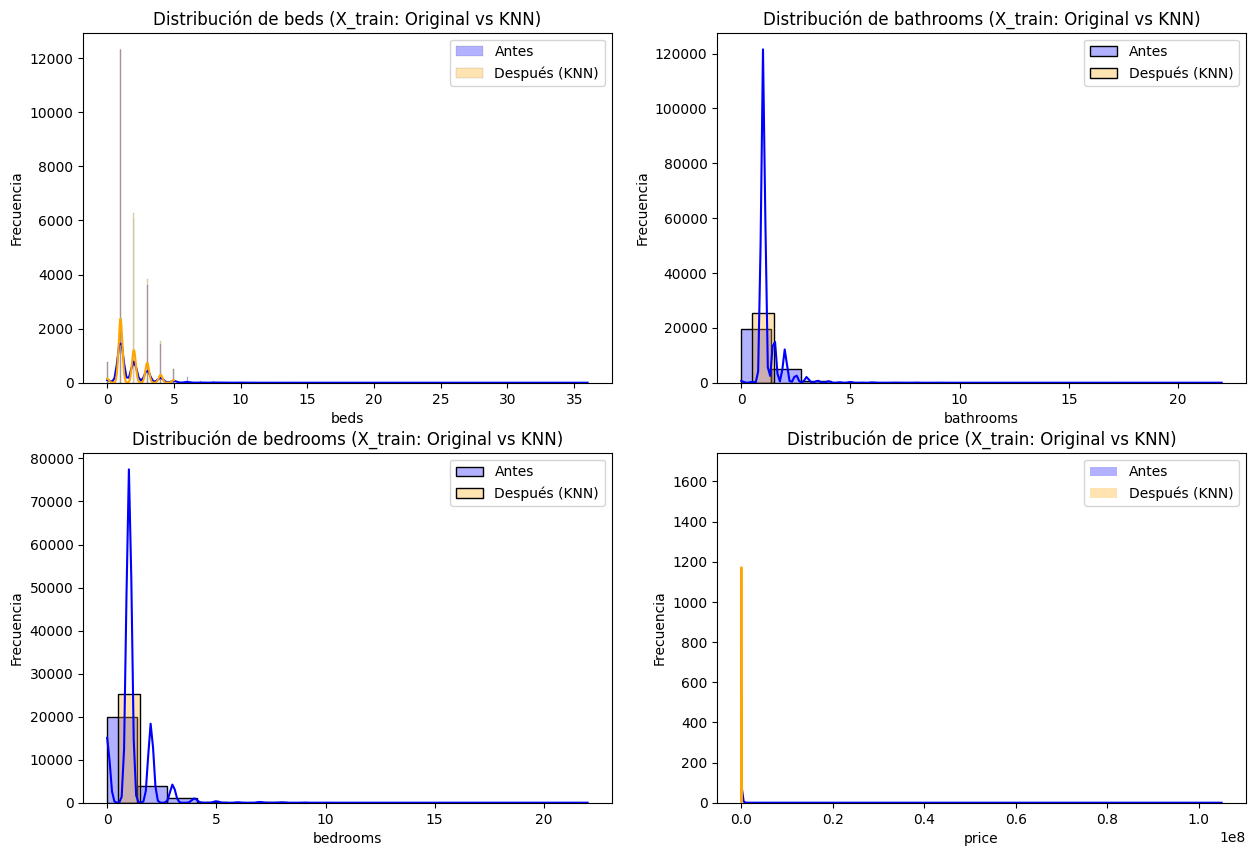 Distribución de beds (X_train: Original vs KNN)
Antes
Después (KNN)
12000
10000
8000
6000
4000
2000
0
Frecuencia
0 5 10 15 20 25 30 35
beds
Distribución de bathrooms (X_train: Original vs KNN)
Antes
Después (KNN)
120000
100000
80000
60000
40000
20000
0
Frecuencia
0 5 10 15 20
bathrooms
Distribución de bedrooms (X_train: Original vs KNN)
Antes
Después (KNN)
80000
70000
60000
50000
40000
30000
20000
10000
0
Frecuencia
0 5 10 15 20
bedrooms
Distribución de price (X_train: Original vs KNN)
Antes
Después (KNN)
1600
1400
1200
1000
800
600
400
200
0
Frecuencia
0.0 0.2 0.4 0.6 0.8 1.0
1e8
price